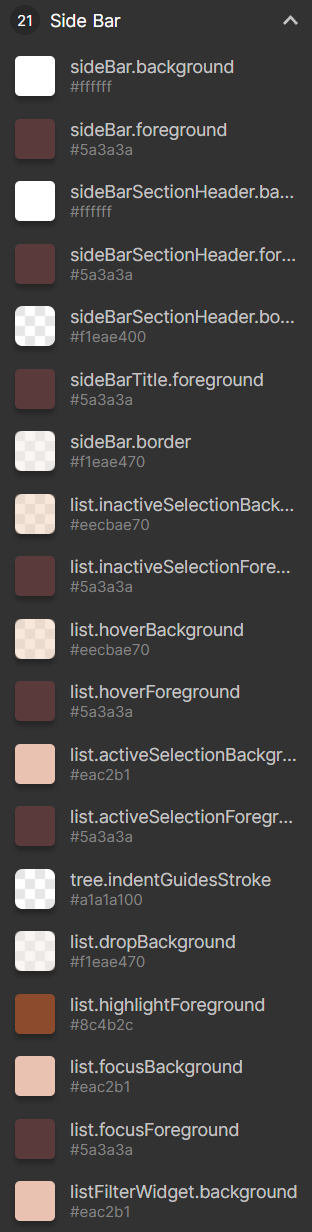 21 Side Bar
sideBar.background
#ffffff
sideBar.foreground
#5a3a3a
sideBarSectionHeader.ba...
#ffffff
sideBarSectionHeader.for...
#5a3a3a
sideBarSectionHeader.bo...
#f1eae400
sideBarTitle.foreground
#5a3a3a
sideBar.border
#f1eae470
list.inactiveSelectionBack...
#eecbae70
list.inactiveSelectionFore...
#5a3a3a
list.hoverBackground
#eecbae70
list.hoverForeground
#5a3a3a
list.activeSelectionBackgr...
#eac2b1
list.activeSelectionForegr...
#5a3a3a
tree.indentGuidesStroke
#a1a1a100
list.dropBackground
#f1eae470
list.highlightForeground
#8c4b2c
list.focusBackground
#eac2b1
list.focusForeground
#5a3a3a
listFilterWidget.background
#eac2b1